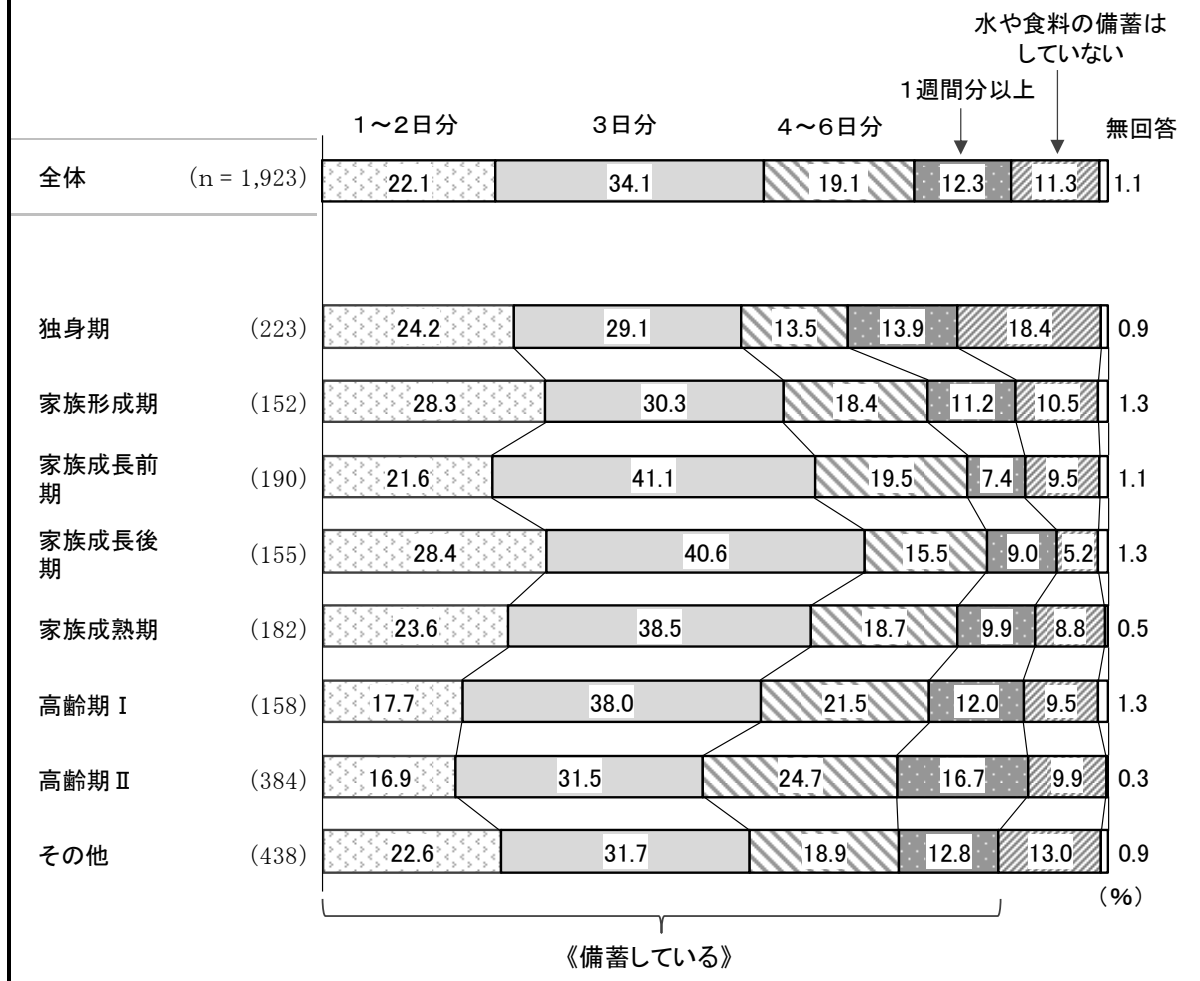 水や食料の備蓄は
していない
1週間分以上
1～2日分 3日分 4～6日分 無回答
全体 (n = 1,923) 22.1 34.1 19.1 12.3 11.3 1.1
独身期 (223) 24.2 29.1 13.5 13.9 18.4 0.9
家族形成期 (152) 28.3 30.3 18.4 11.2 10.5 1.3
家族成長前
期 (190) 21.6 41.1 19.5 7.4 9.5 1.1
家族成長後
期 (155) 28.4 40.6 15.5 9.0 5.2 1.3
家族成熟期 (182) 23.6 38.5 18.7 9.9 8.8 0.5
高齢期Ⅰ (158) 17.7 38.0 21.5 12.0 9.5 1.3
高齢期Ⅱ (384) 16.9 31.5 24.7 16.7 9.9 0.3
その他 (438) 22.6 31.7 18.9 12.8 13.0 0.9
(％)
《備蓄している》